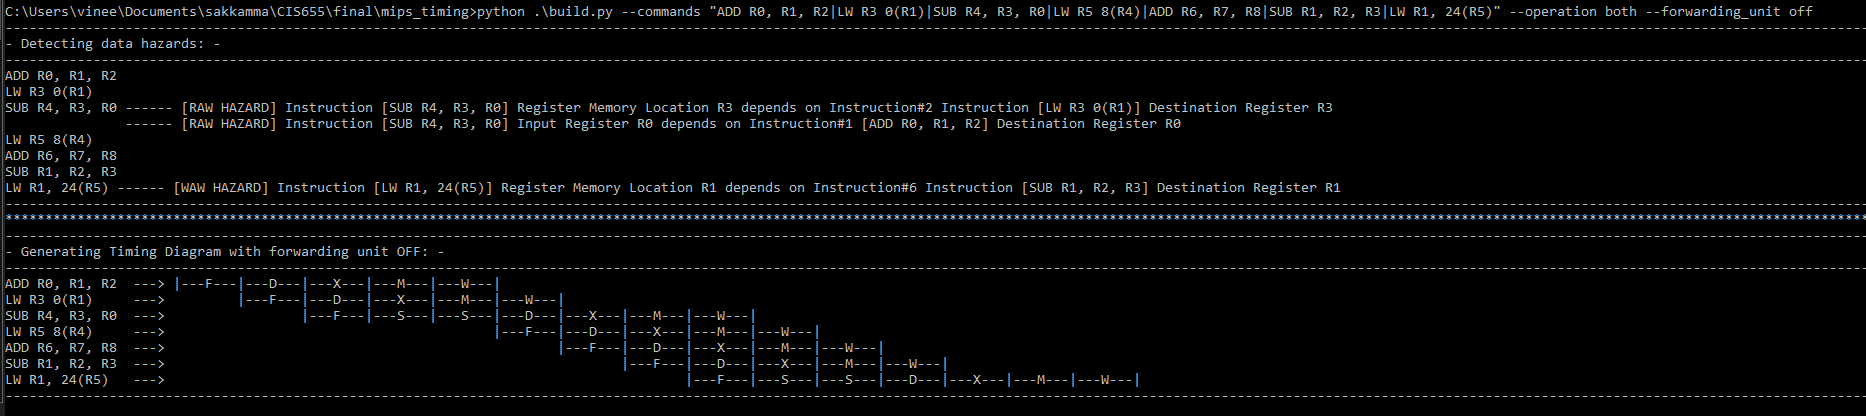 C:\Users\vinee\Documents\sakkamma\CIS655\final\mips_timing>python .\build.py --commands "ADD R0, R1, R2|LW R3 0(R1)|SUB R4, R3, R0|LW R5 8(R4)|ADD R6, R7, R8|SUB R1, R2, R3|LW R1, 24(R5)" --operation both --forwarding_unit off
- Detecting data hazards: -
ADD R0, R1, R2
LW R3 0(R1)
SUB R4, R3, R0 ------ [RAW HAZARD] Instruction [SUB R4, R3, R0] Register Memory Location R3 depends on Instruction#2 Instruction [LW R3 0(R1)] Destination Register R3
------ [RAW HAZARD] Instruction [SUB R4, R3, R0] Input Register R0 depends on Instruction#1 [ADD R0, R1, R2] Destination Register R0
LW R5 8(R4)
ADD R6, R7, R8
SUB R1, R2, R3
LW R1, 24(R5) ------ [WAW HAZARD] Instruction [LW R1, 24(R5)] Register Memory Location R1 depends on Instruction#6 Instruction [SUB R1, R2, R3] Destination Register R1
- Generating Timing Diagram with forwarding unit OFF: -
ADD R0, R1, R2  ---> |---F---|---D---|---X---|---M---|---W---|
LW R3 0(R1)     --->         |---F---|---D---|---X---|---M---|---W---|
SUB R4, R3, R0  --->                 |---F---|---S---|---S---|---D---|---X---|---M---|---W---|
LW R5 8(R4)     --->                                         |---F---|---D---|---X---|---M---|---W---|
ADD R6, R7, R8  --->                                                 |---F---|---D---|---X---|---M---|---W---|
SUB R1, R2, R3  --->                                                         |---F---|---D---|---X---|---M---|---W---|
LW R1, 24(R5)   --->                                                                 |---F---|---S---|---S---|---D---|---X---|---M---|---W---|